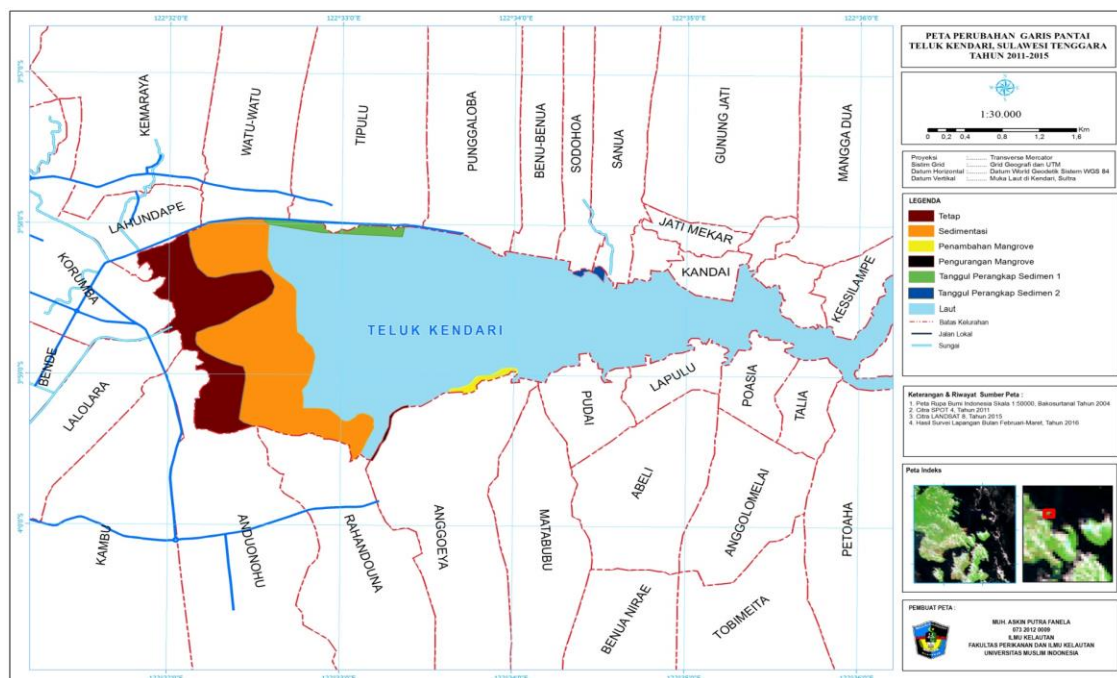 PETA PERUBAHAN GARIS PANTAI
TELUK KENDARI, SULAWESI TENGGARA
TAHUN 2011-2015
1:30.000
Km
0 0,2 0,4 0,8 1,2 1,6
Proyeksi :.......... Transverse Mercator
Sistim Grid :.......... Grid Geografi dan UTM
Datum Horizontal :.......... Datum World Geodetik Sistem WGS 84
Datum Vertikal :.......... Muka Laut di Kendari, Sultra
LEGENDA
Tetap
Sedimentasi
Penambahan Mangrove
Pengurangan Mangrove
Tanggul Perangkap Sedimen 1
Tanggul Perangkap Sedimen 2
Laut
Batas Kelurahan
Jalan Lokal
Sungai
Keterangan & Riwayat Sumber Peta :
1. Peta Rupa Bumi Indonesia Skala 1:50000, Bakosurtanal Tahun 2004
2. Citra SPOT 4, Tahun 2011
3. Citra LANDSAT 8, Tahun 2015
4. Hasil Survei Lapangan Bulan Februari-Maret, Tahun 2016
Peta Indeks
PEMBUAT PETA :
MUH. ASKIN PUTRA FANELA
073 2012 0089
ILMU KELAUTAN
FAKULTAS PERIKANAN DAN ILMU KELAUTAN
UNIVERSITAS MUSLIM INDONESIA
122°32'0"E
122°33'0"E
122°34'0"E
122°35'0"E
122°36'0"E
KEMARAYA
WATU-WATU
TIPULU
PUNGGALOBA
BENU-BENUA
SODOHOA
SANUA
GUNUNG JATI
MANGGA DUA
LAHUNDAPE
JATI MEKAR
KANDAI
KESSILAMPE
KORUMBA
BENDE
LALOLARA
TELUK KENDARI
PUDAI
LAPULU
POASIA
TALIA
ABELI
ANGGOLOMELAI
PETOAHA
KAMBU
ANDUONOHU
RAHANDOUNA
ANGGOEYA
MATABUBU
BENUA NIRAE
TOBIMEITA